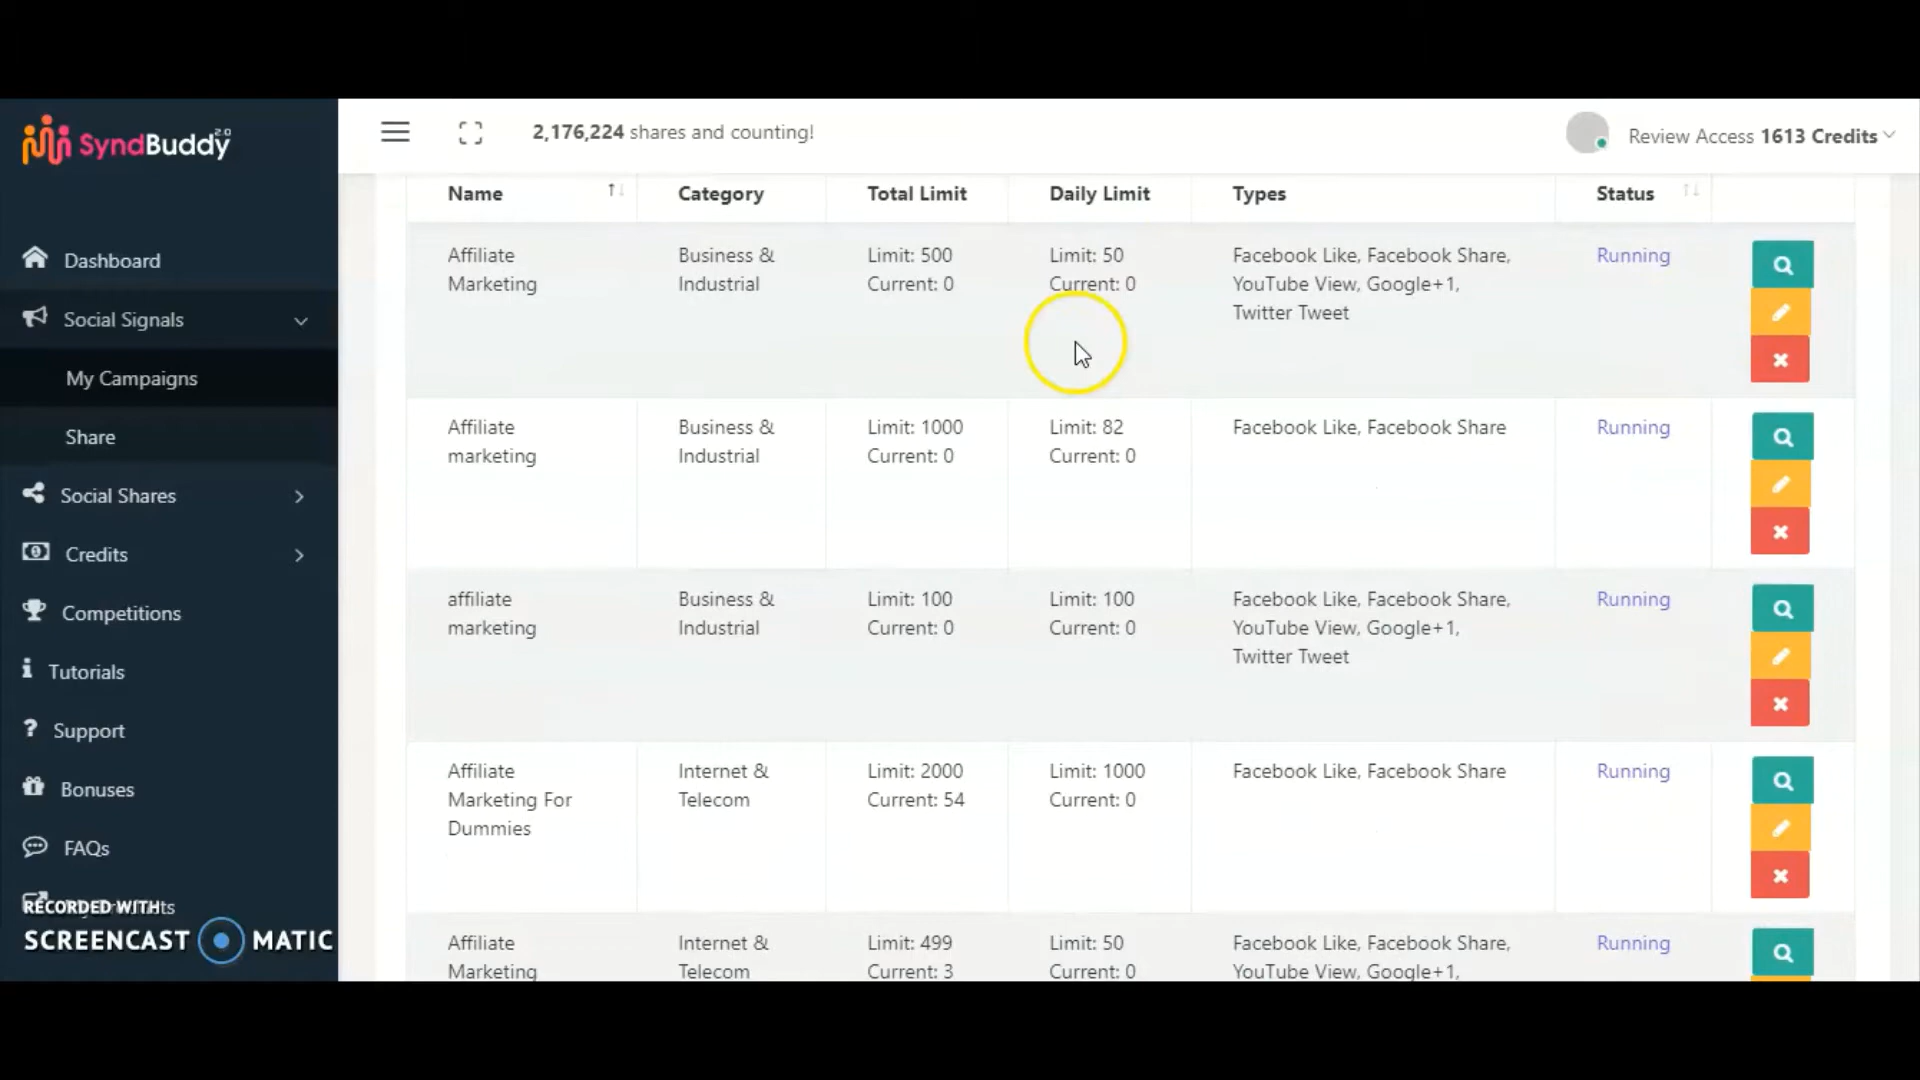 SyndBuddy 2.0
2,176,224 shares and counting!
Review Access 1613 Credits
Dashboard
Social Signals
My Campaigns
Share
Social Shares
Credits
Competitions
Tutorials
Support
Bonuses
FAQs
RECORDED WITH
SCREENCAST MATIC
Name Category Total Limit Daily Limit Types Status
Affiliate Business & Limit: 500 Limit: 50 Facebook Like, Facebook Share, Running
Marketing Industrial Current: 0 Current: 0 YouTube View, Google+1,
Twitter Tweet
Affiliate Business & Limit: 1000 Limit: 82 Facebook Like, Facebook Share Running
marketing Industrial Current: 0 Current: 0
affiliate Business & Limit: 100 Limit: 100 Facebook Like, Facebook Share, Running
marketing Industrial Current: 0 Current: 0 YouTube View, Google+1,
Twitter Tweet
Affiliate Internet & Limit: 2000 Limit: 1000 Facebook Like, Facebook Share Running
Marketing For Telecom Current: 54 Current: 0
Dummies
Affiliate Internet & Limit: 499 Limit: 50 Facebook Like, Facebook Share, Running
Marketing Telecom Current: 3 Current: 0 YouTube View, Google+1,